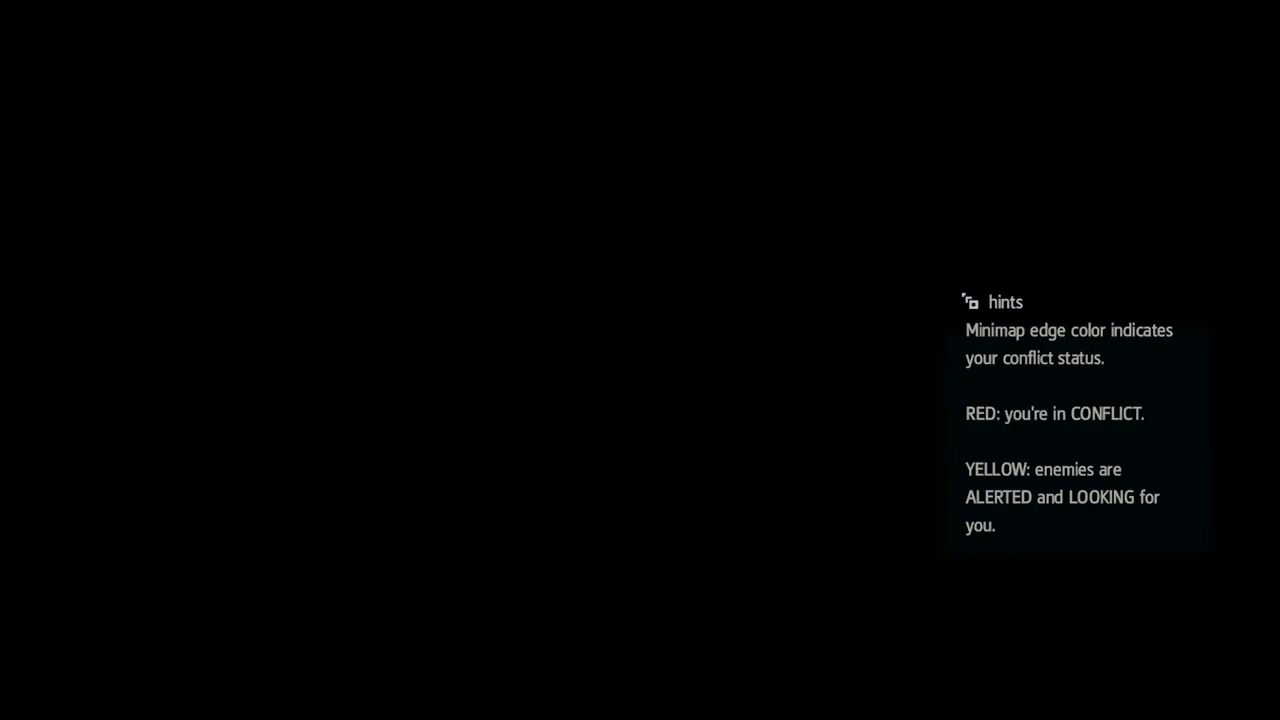 hints
Minimap edge color indicates
your conflict status.
RED: you're in CONFLICT.
YELLOW: enemies are
ALERTED and LOOKING for
you.